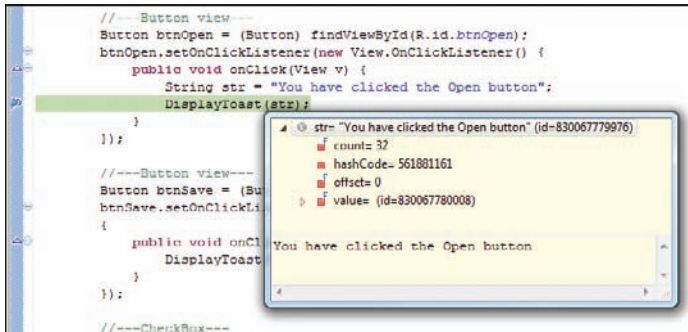 //---Button view---
Button btnOpen = (Button) findViewById(R.id.btnOpen);
btnOpen.setOnClickListener(new View.OnClickListener() {
public void onClick(View v) {
String str = "You have clicked the Open button";
DisplayToast(str);
}
});
str= "You have clicked the Open button" (id=830067779976)
count= 32
hashCode= 561881161
offset= 0
value= (id=830067780008)
You have clicked the Open button
//---Button view---
Button btnSave = (Bu
btnSave.setOnClickLi
{
public void onCl
DisplayToast
}
});
//---CheckBox---